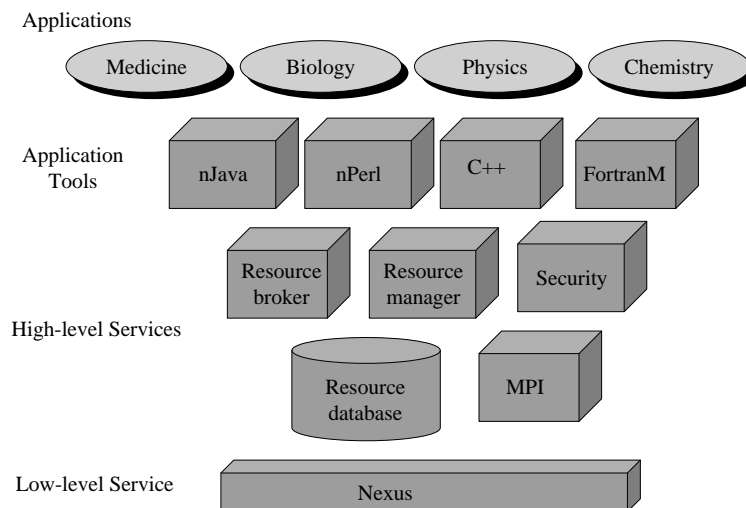 Applications
Medicine
Biology
Physics
Chemistry
Application
Tools
nJava
nPerl
C++
FortranM
Resource
broker
Resource
manager
Security
High-level Services
Resource
database
MPI
Low-level Service
Nexus